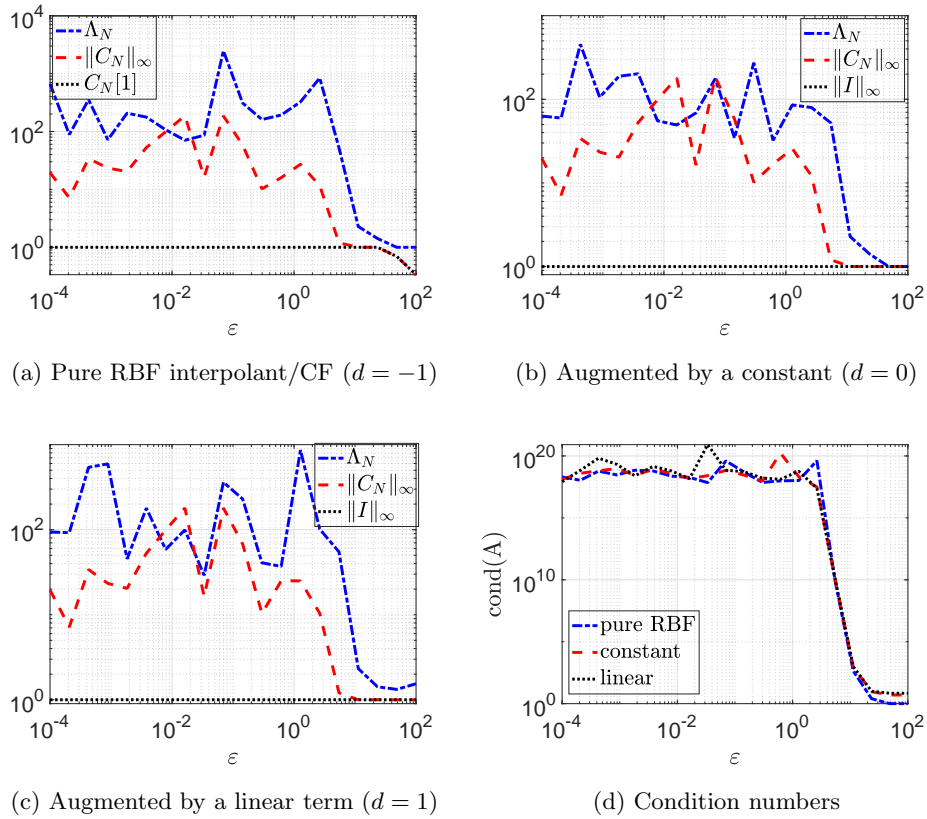 10^4
10^2
10^0
Λ_N
‖C_N‖_∞
C_N[1]
10^-4 10^-2 10^0 10^2
ε
(a) Pure RBF interpolant/CF (d = −1)
10^2
10^0
Λ_N
‖C_N‖_∞
‖I‖_∞
10^-4 10^-2 10^0 10^2
ε
(b) Augmented by a constant (d = 0)
10^2
10^0
Λ_N
‖C_N‖_∞
‖I‖_∞
10^-4 10^-2 10^0 10^2
ε
(c) Augmented by a linear term (d = 1)
cond(A)
10^20
10^10
10^0
pure RBF
constant
linear
10^-4 10^-2 10^0 10^2
ε
(d) Condition numbers